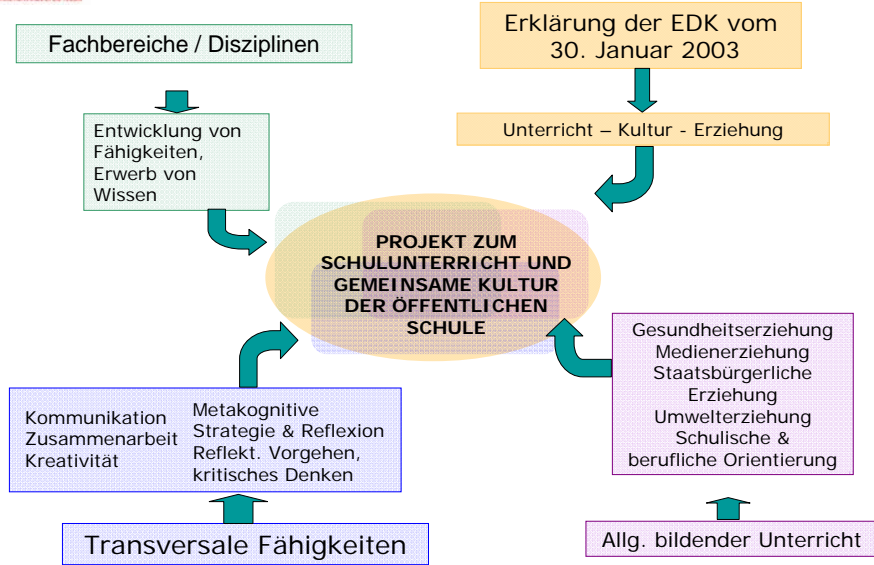 Fachbereiche / Disziplinen
Entwicklung von
Fähigkeiten,
Erwerb von
Wissen
Erklärung der EDK vom
30. Januar 2003
Unterricht – Kultur - Erziehung
PROJEKT ZUM
SCHULUNTERRICHT UND
GEMEINSAME KULTUR
DER ÖFFENTLICHEN
SCHULE
Kommunikation
Zusammenarbeit
Kreativität
Metakognitive
Strategie & Reflexion
Reflekt. Vorgehen,
kritisches Denken
Transversale Fähigkeiten
Gesundheitserziehung
Medienerziehung
Staatsbürgerliche
Erziehung
Umwelterziehung
Schulische &
berufliche Orientierung
Allg. bildender Unterricht